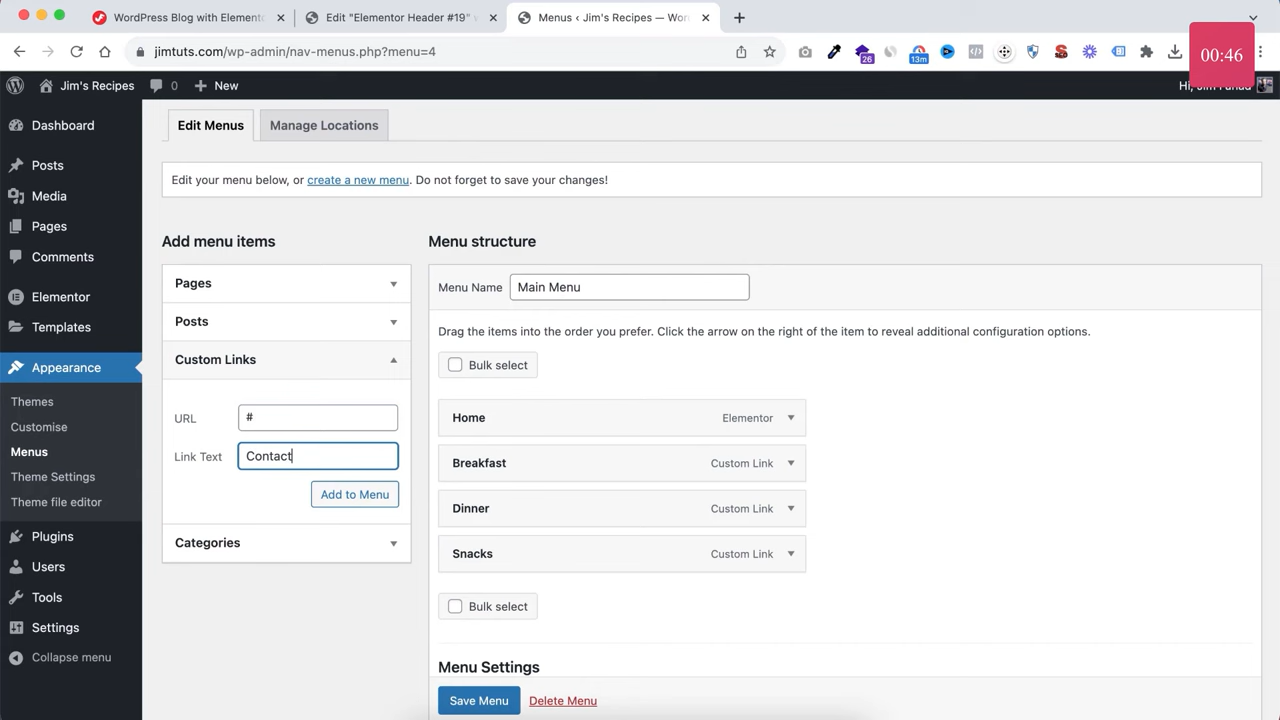 WordPress Blog with Elemento
Edit "Elementor Header #19"
Menus ‹ Jim's Recipes — Wor
jimtuts.com/wp-admin/nav-menus.php?menu=4
26
13m
00:46
Jim's Recipes
0
New
Dashboard
Posts
Media
Pages
Comments
Elementor
Templates
Appearance
Themes
Customise
Menus
Theme Settings
Theme file editor
Plugins
Users
Tools
Settings
Collapse menu
Edit Menus
Manage Locations
Edit your menu below, or create a new menu. Do not forget to save your changes!
Add menu items
Pages
Posts
Custom Links
URL
#
Link Text
Contact
Add to Menu
Categories
Menu structure
Menu Name
Main Menu
Drag the items into the order you prefer. Click the arrow on the right of the item to reveal additional configuration options.
Bulk select
Home Elementor
Breakfast Custom Link
Dinner Custom Link
Snacks Custom Link
Bulk select
Menu Settings
Save Menu
Delete Menu